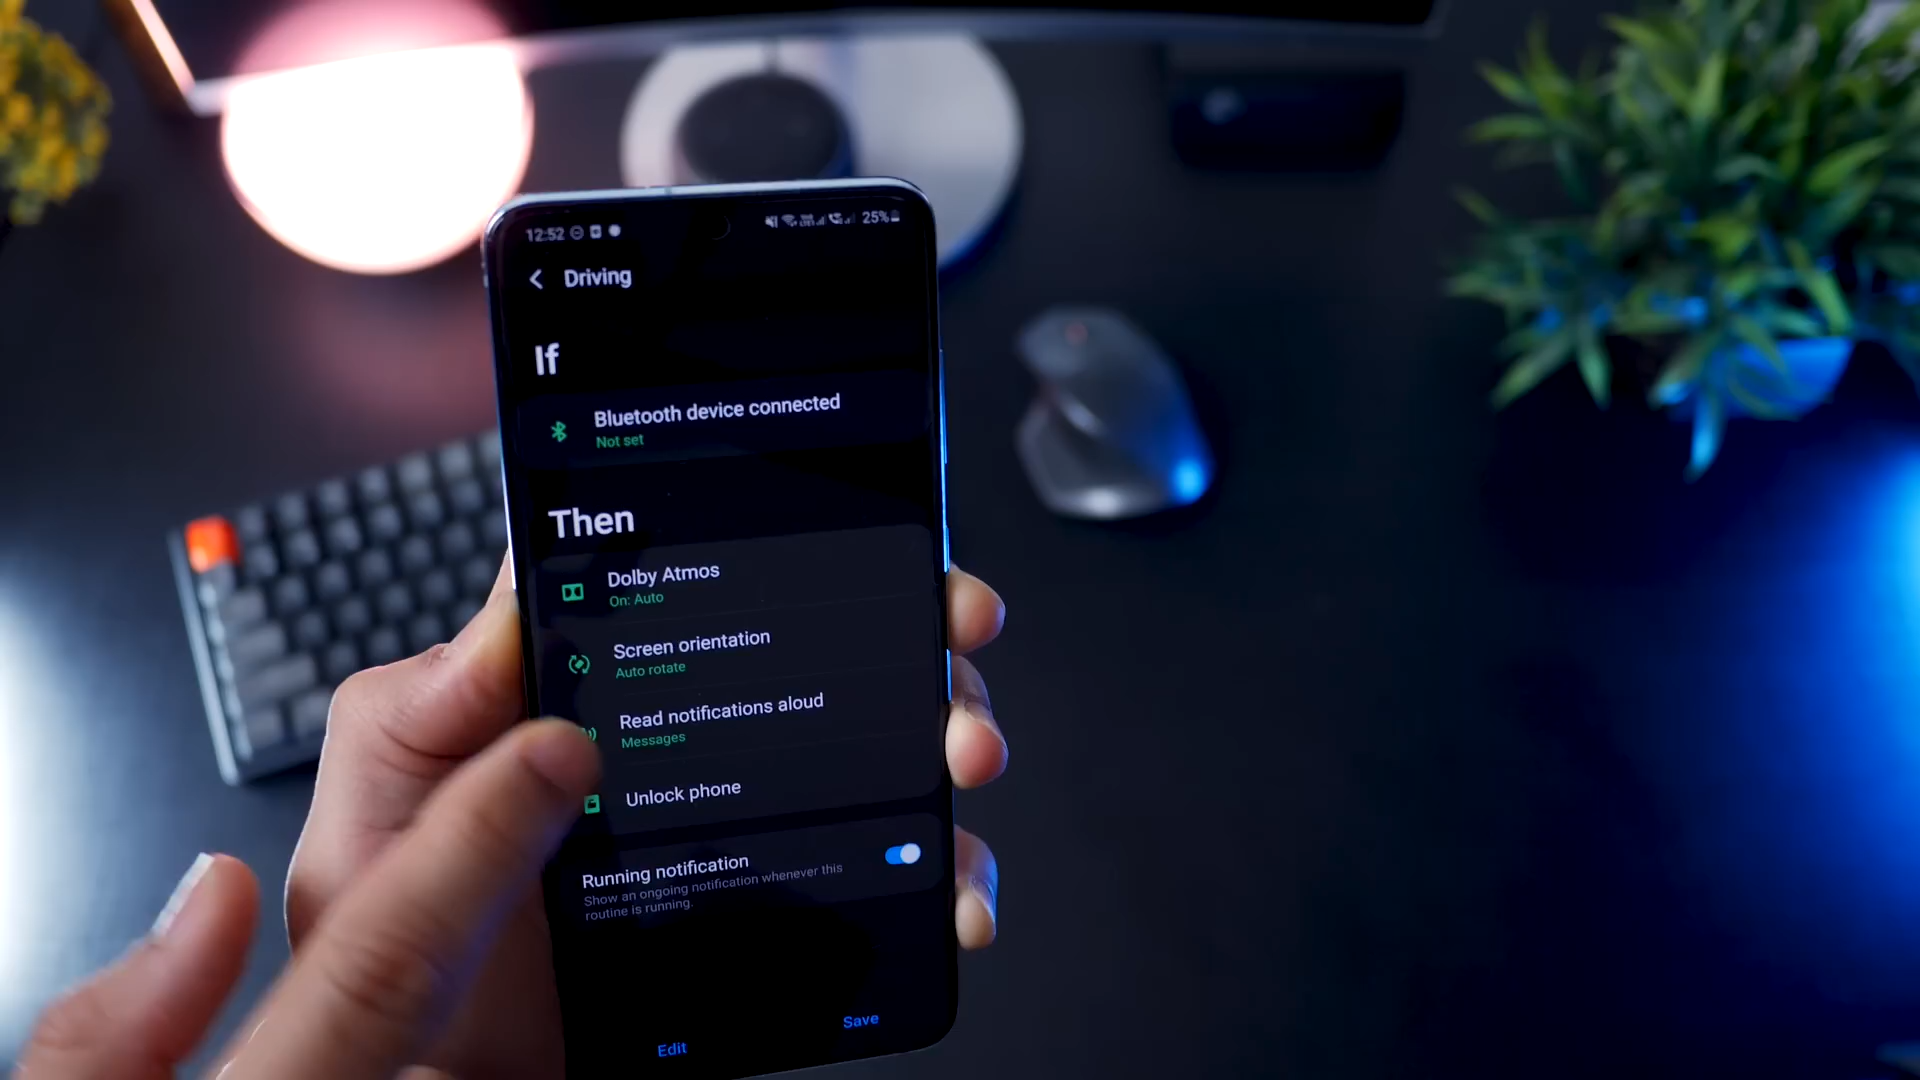 12:52 25%
Driving
If
Bluetooth device connected
Not set
Then
Dolby Atmos
On: Auto
Screen orientation
Auto rotate
Read notifications aloud
Messages
Unlock phone
Running notification
Show an ongoing notification whenever this
routine is running.
Edit Save